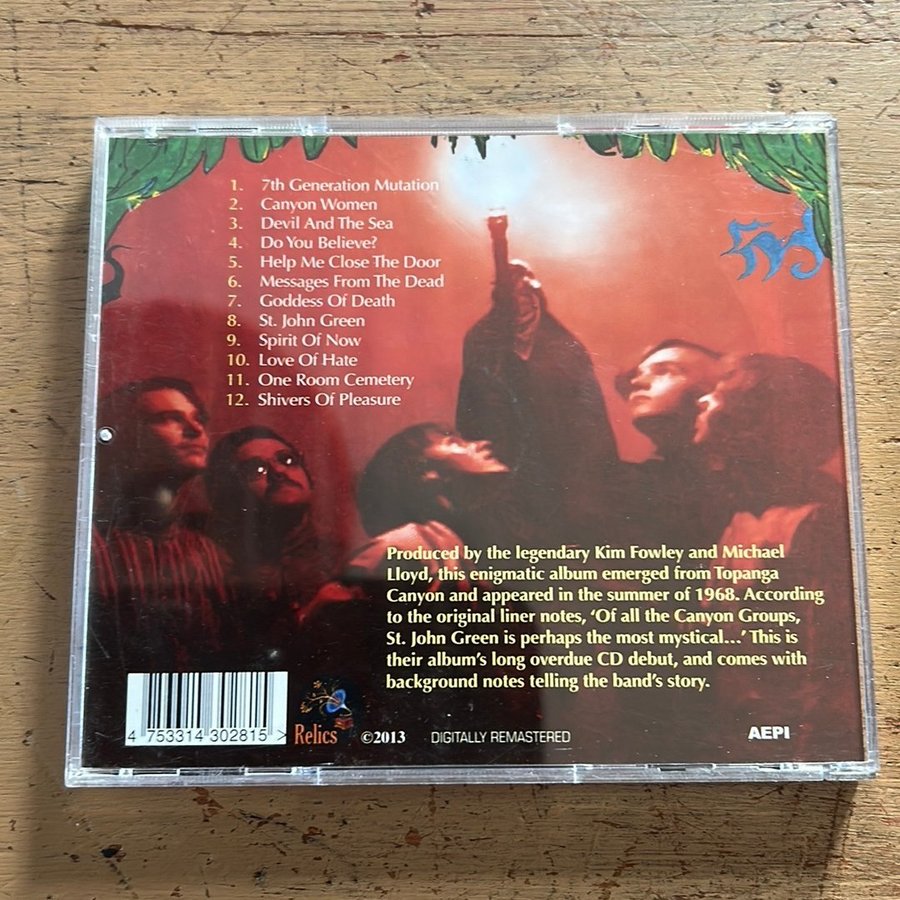 1. 7th Generation Mutation
2. Canyon Women
3. Devil And The Sea
4. Do You Believe?
5. Help Me Close The Door
6. Messages From The Dead
7. Goddess Of Death
8. St. John Green
9. Spirit Of Now
10. Love Of Hate
11. One Room Cemetery
12. Shivers Of Pleasure
Produced by the legendary Kim Fowley and Michael
Lloyd, this enigmatic album emerged from Topanga
Canyon and appeared in the summer of 1968. According
to the original liner notes, ‘Of all the Canyon Groups,
St. John Green is perhaps the most mystical...’ This is
their album's long overdue CD debut, and comes with
background notes telling the band's story.
4 753314 302815 >
Relics
©2013
DIGITALLY REMASTERED
AEPI